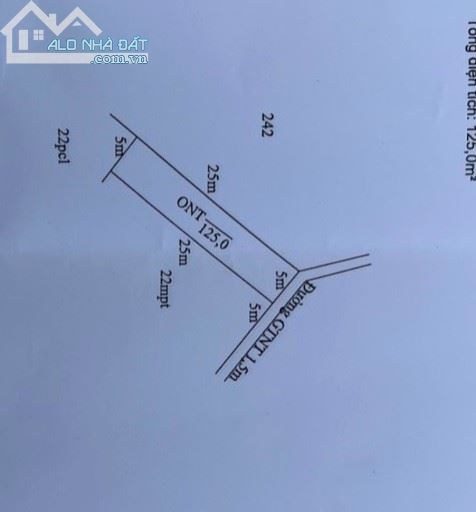 ALO NHÀ ĐẤT
.com.vn
Tổng diện tích: 125,0m²
242
22pcl
5m
25m
ONT
125,0
25m
22mpt
5m
5m
Đường GTNT 1,5m